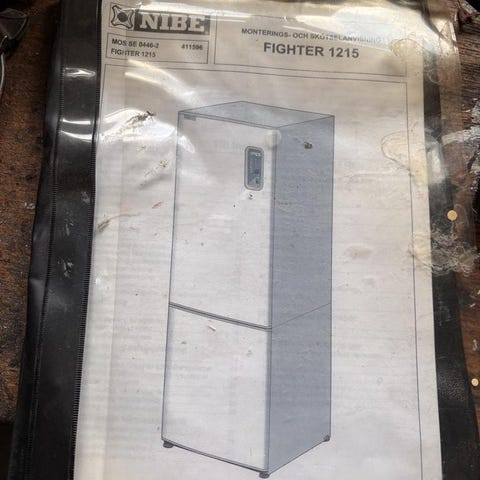 NIBE
MOS SE 0446-2 411596
FIGHTER 1215
MONTERINGS- OCH SKÖTSELANVISNING
FIGHTER 1215